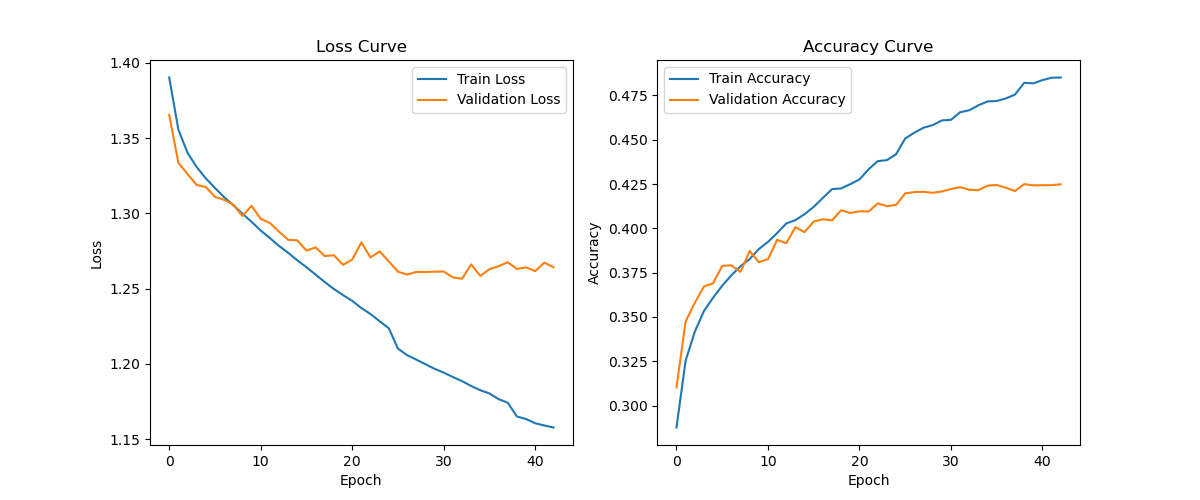 Loss Curve
Train Loss
Validation Loss
1.40
1.35
1.30
1.25
1.20
1.15
Loss
0
10
20
30
40
Epoch
Accuracy Curve
Train Accuracy
Validation Accuracy
0.475
0.450
0.425
0.400
0.375
0.350
0.325
0.300
Accuracy
0
10
20
30
40
Epoch